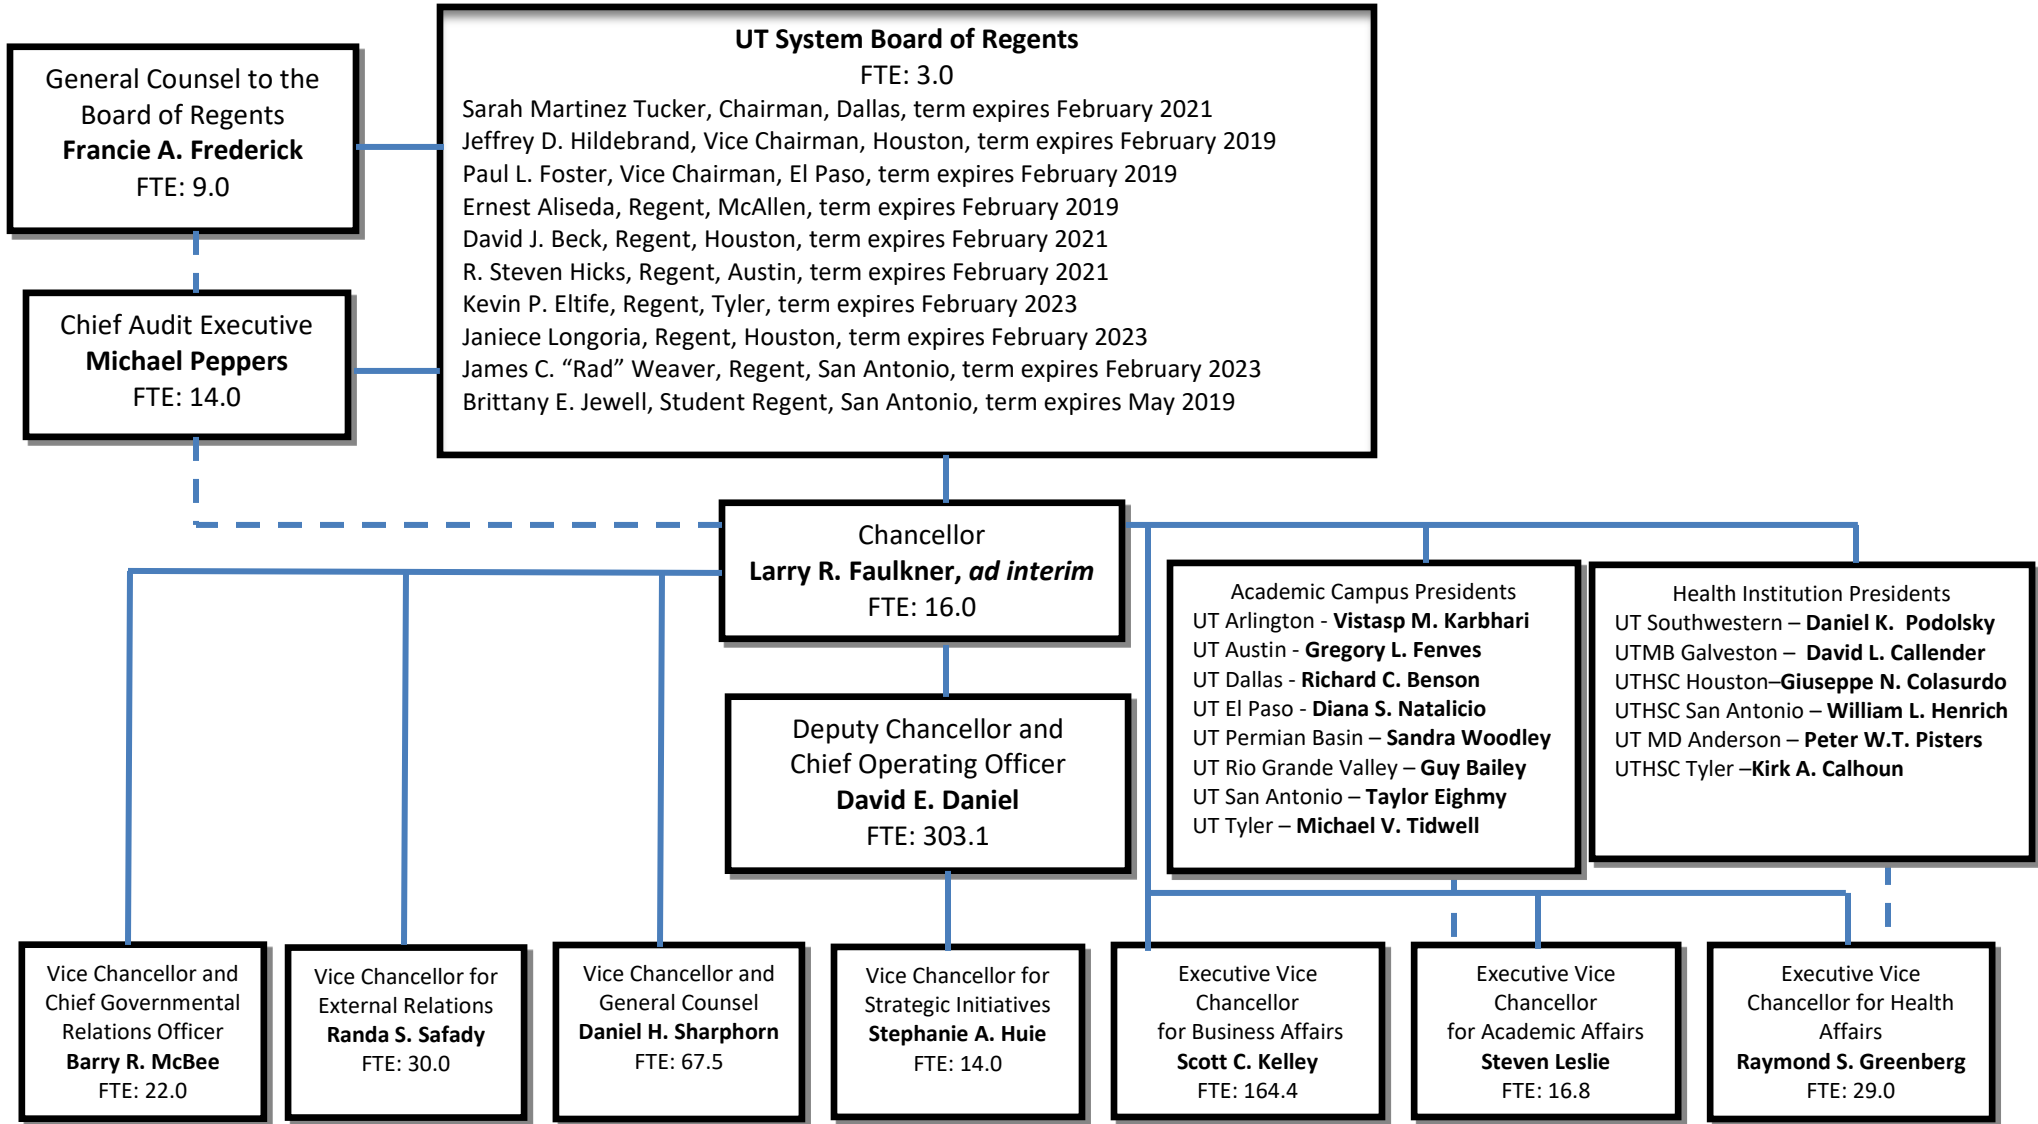 General Counsel to the
Board of Regents
Francie A. Frederick
FTE: 9.0
Chief Audit Executive
Michael Peppers
FTE: 14.0
UT System Board of Regents
FTE: 3.0
Sarah Martinez Tucker, Chairman, Dallas, term expires February 2021
Jeffrey D. Hildebrand, Vice Chairman, Houston, term expires February 2019
Paul L. Foster, Vice Chairman, El Paso, term expires February 2019
Ernest Aliseda, Regent, McAllen, term expires February 2019
David J. Beck, Regent, Houston, term expires February 2021
R. Steven Hicks, Regent, Austin, term expires February 2021
Kevin P. Eltife, Regent, Tyler, term expires February 2023
Janiece Longoria, Regent, Houston, term expires February 2023
James C. “Rad” Weaver, Regent, San Antonio, term expires February 2023
Brittany E. Jewell, Student Regent, San Antonio, term expires May 2019
Chancellor
Larry R. Faulkner, ad interim
FTE: 16.0
Deputy Chancellor and
Chief Operating Officer
David E. Daniel
FTE: 303.1
Academic Campus Presidents
UT Arlington - Vistasp M. Karbhari
UT Austin - Gregory L. Fenves
UT Dallas - Richard C. Benson
UT El Paso - Diana S. Natalicio
UT Permian Basin – Sandra Woodley
UT Rio Grande Valley – Guy Bailey
UT San Antonio – Taylor Eighmy
UT Tyler – Michael V. Tidwell
Health Institution Presidents
UT Southwestern – Daniel K. Podolsky
UTMB Galveston – David L. Callender
UTHSC Houston–Giuseppe N. Colasurdo
UTHSC San Antonio – William L. Henrich
UT MD Anderson – Peter W.T. Pisters
UTHSC Tyler –Kirk A. Calhoun
Vice Chancellor and
Chief Governmental
Relations Officer
Barry R. McBee
FTE: 22.0
Vice Chancellor for
External Relations
Randa S. Safady
FTE: 30.0
Vice Chancellor and
General Counsel
Daniel H. Sharphorn
FTE: 67.5
Vice Chancellor for
Strategic Initiatives
Stephanie A. Huie
FTE: 14.0
Executive Vice
Chancellor
for Business Affairs
Scott C. Kelley
FTE: 164.4
Executive Vice
Chancellor
for Academic Affairs
Steven Leslie
FTE: 16.8
Executive Vice
Chancellor for Health
Affairs
Raymond S. Greenberg
FTE: 29.0